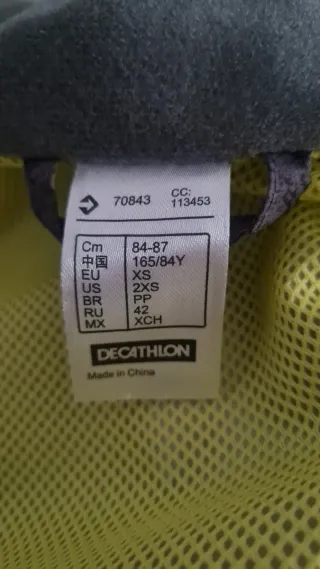 70843 CC: 113453
Cm 84-87
中国 165/84Y
EU XS
US 2XS
BR PP
RU 42
MX XCH
DECATHLON
Made in China